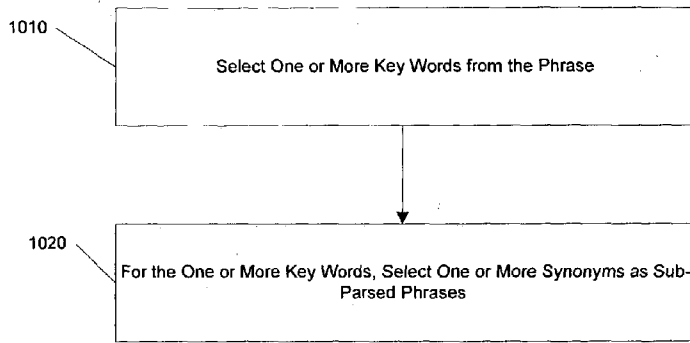 1010
Select One or More Key Words from the Phrase
1020
For the One or More Key Words, Select One or More Synonyms as Sub-
Parsed Phrases